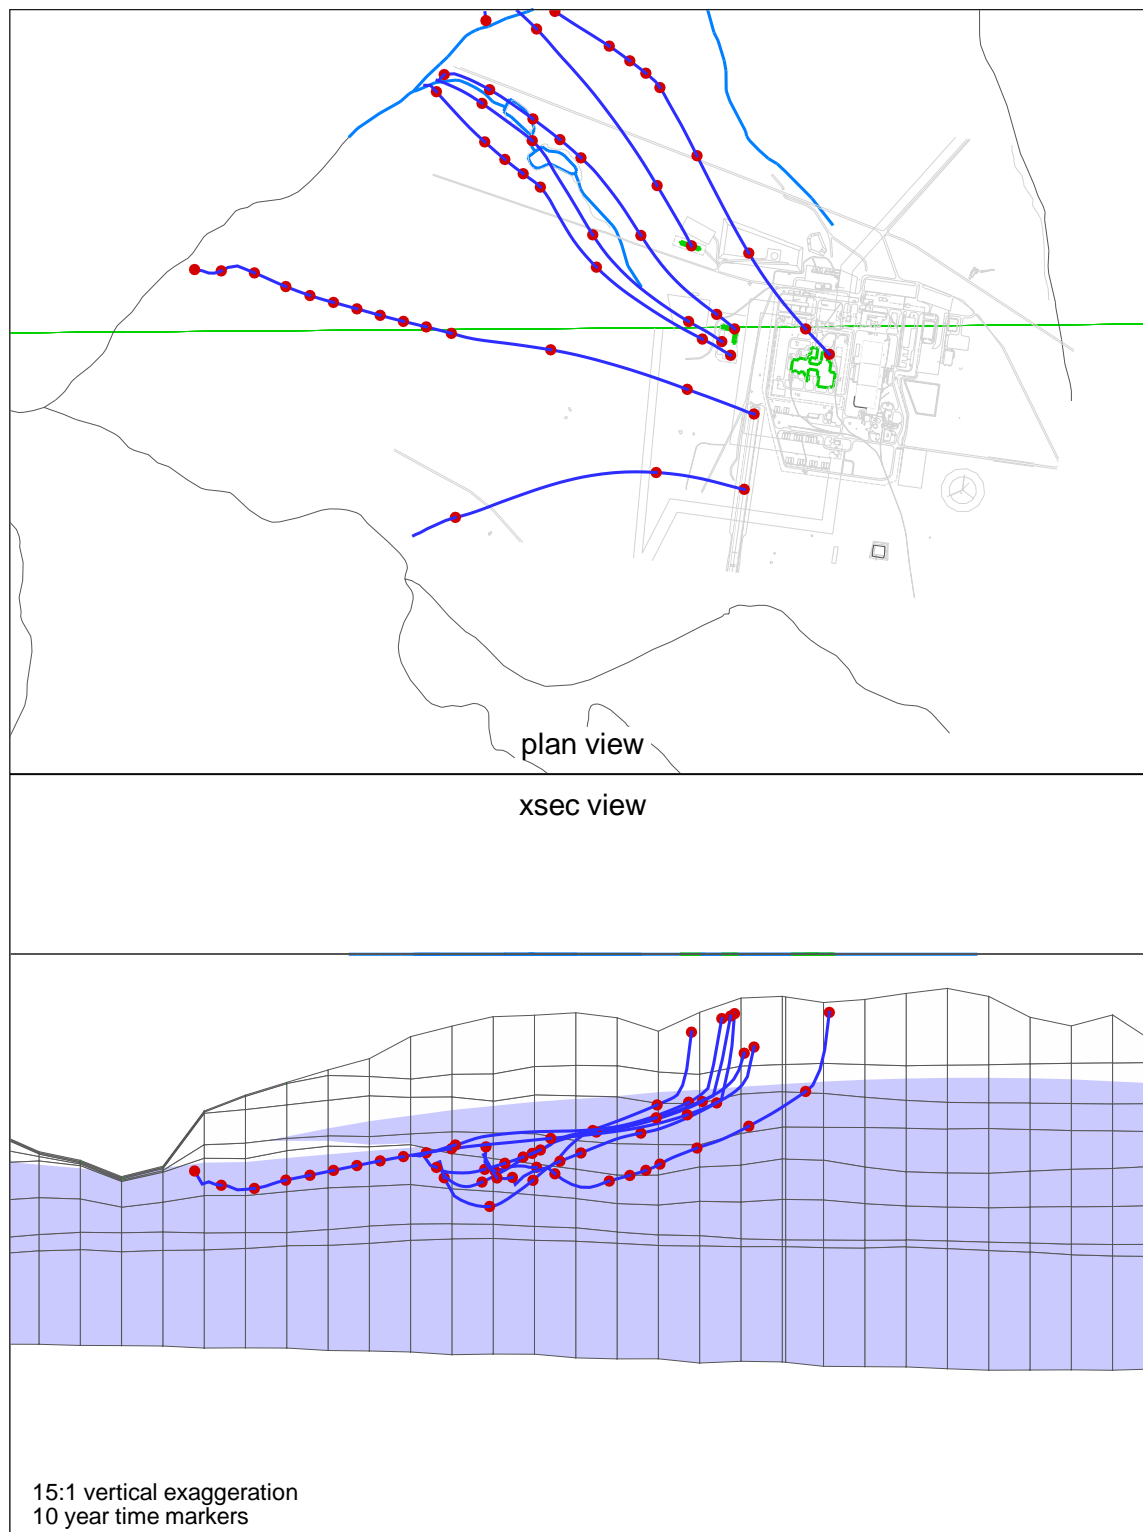 plan view
xsec view
15:1 vertical exaggeration
10 year time markers